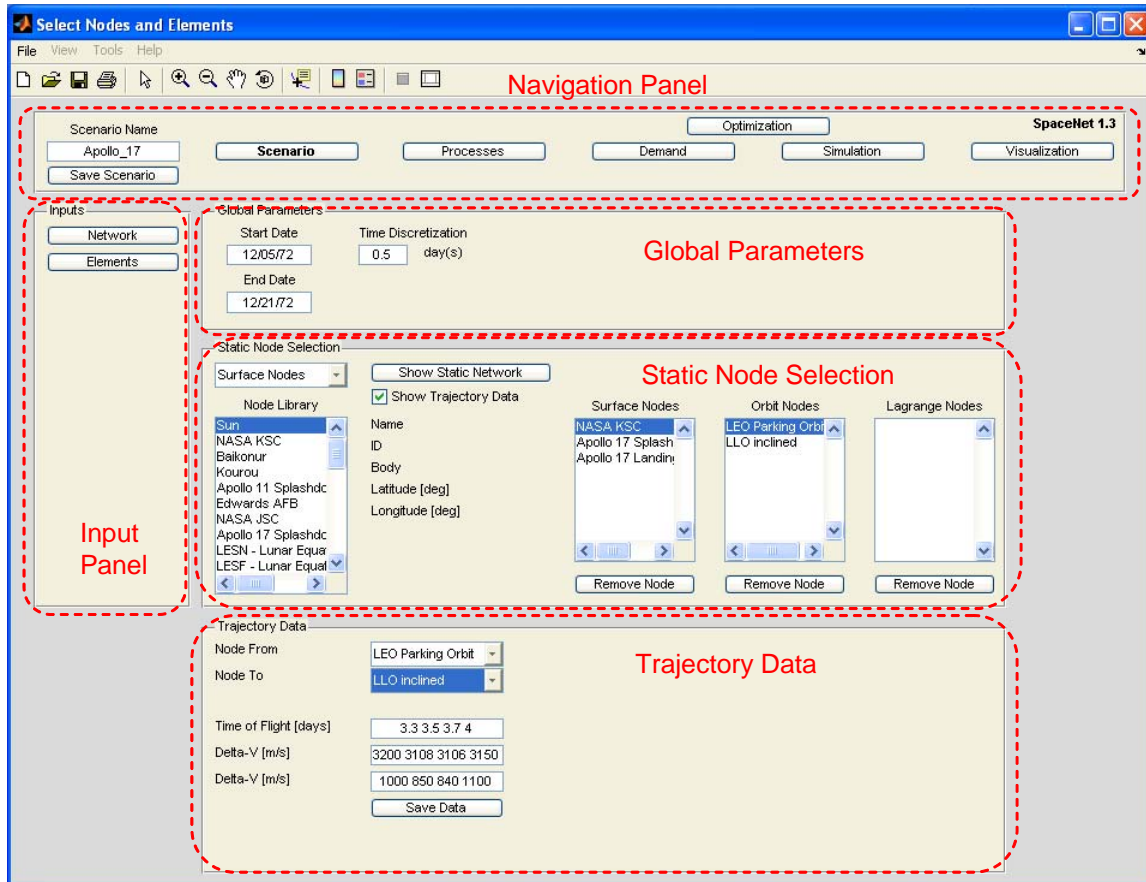 Select Nodes and Elements
File View Tools Help
Navigation Panel
Scenario Name
Apollo_17
Save Scenario
Scenario
Processes
Optimization
Demand
Simulation
SpaceNet 1.3
Visualization
Inputs
Network
Elements
Input
Panel
Global Parameters
Start Date
12/05/72
End Date
12/21/72
Time Discretization
0.5 day(s)
Global Parameters
Static Node Selection
Surface Nodes
Node Library
Sun
NASA KSC
Baikonur
Kourou
Apollo 11 Splashdc
Edwards AFB
NASA JSC
Apollo 17 Splashdc
LESN - Lunar Equa
LESF - Lunar Equat
Show Static Network
Show Trajectory Data
Name
ID
Body
Latitude [deg]
Longitude [deg]
Static Node Selection
Surface Nodes
NASA KSC
Apollo 17 Splash
Apollo 17 Landin
Remove Node
Orbit Nodes
LEO Parking Orbi
LLO inclined
Remove Node
Lagrange Nodes
Remove Node
Trajectory Data
Trajectory Data
Node From LEO Parking Orbit
Node To LLO inclined
Time of Flight [days] 3.3 3.5 3.7 4
Delta-V [m/s] 3200 3108 3106 3150
Delta-V [m/s] 1000 850 840 1100
Save Data